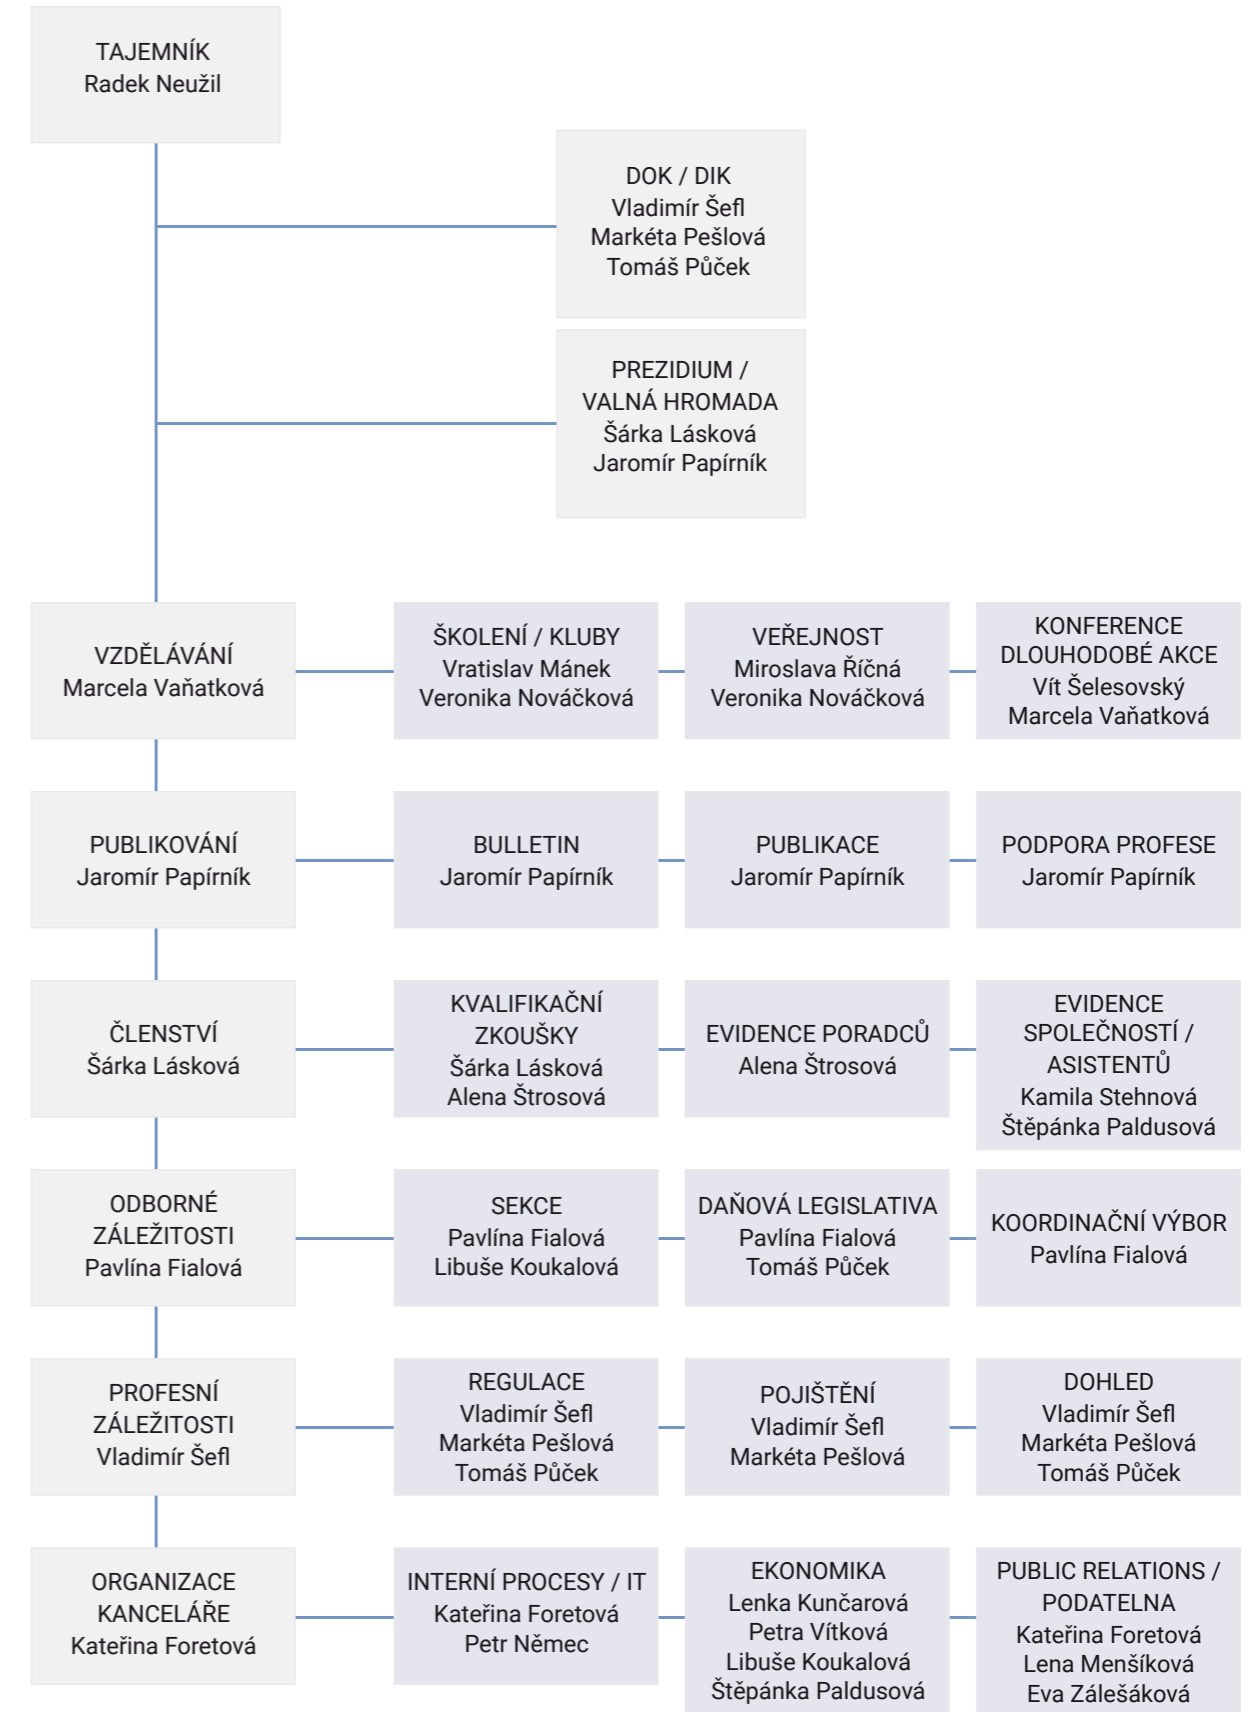 TAJEMNÍK
Radek Neužil
DOK / DIK
Vladimír Šefl
Markéta Pešlová
Tomáš Půček
PREZIDIUM /
VALNÁ HROMADA
Šárka Lásková
Jaromír Papírník
VZDĚLÁVÁNÍ
Marcela Vaňatková
ŠKOLENÍ / KLUBY
Vratislav Mánek
Veronika Nováčková
VEŘEJNOST
Miroslava Říčná
Veronika Nováčková
KONFERENCE
DLOUHODOBÉ AKCE
Vít Šelesovský
Marcela Vaňatková
PUBLIKOVÁNÍ
Jaromír Papírník
BULLETIN
Jaromír Papírník
PUBLIKACE
Jaromír Papírník
PODPORA PROFESE
Jaromír Papírník
ČLENSTVÍ
Šárka Lásková
KVALIFIKAČNÍ
ZKOUŠKY
Šárka Lásková
Alena Štrosová
EVIDENCE PORADCŮ
Alena Štrosová
EVIDENCE
SPOLEČNOSTÍ /
ASISTENTŮ
Kamila Stehnová
Štěpánka Paldusová
ODBORNÉ
ZÁLEŽITOSTI
Pavlína Fialová
SEKCE
Pavlína Fialová
Libuše Koukalová
DAŇOVÁ LEGISLATIVA
Pavlína Fialová
Tomáš Půček
KOORDINAČNÍ VÝBOR
Pavlína Fialová
PROFESNÍ
ZÁLEŽITOSTI
Vladimír Šefl
REGULACE
Vladimír Šefl
Markéta Pešlová
Tomáš Půček
POJIŠTĚNÍ
Vladimír Šefl
Markéta Pešlová
DOHLED
Vladimír Šefl
Markéta Pešlová
Tomáš Půček
ORGANIZACE
KANCELÁŘE
Kateřina Foretová
INTERNÍ PROCESY / IT
Kateřina Foretová
Petr Němec
EKONOMIKA
Lenka Kunčarová
Petra Vítková
Libuše Koukalová
Štěpánka Paldusová
PUBLIC RELATIONS /
PODATELNA
Kateřina Foretová
Lena Menšíková
Eva Zálešáková